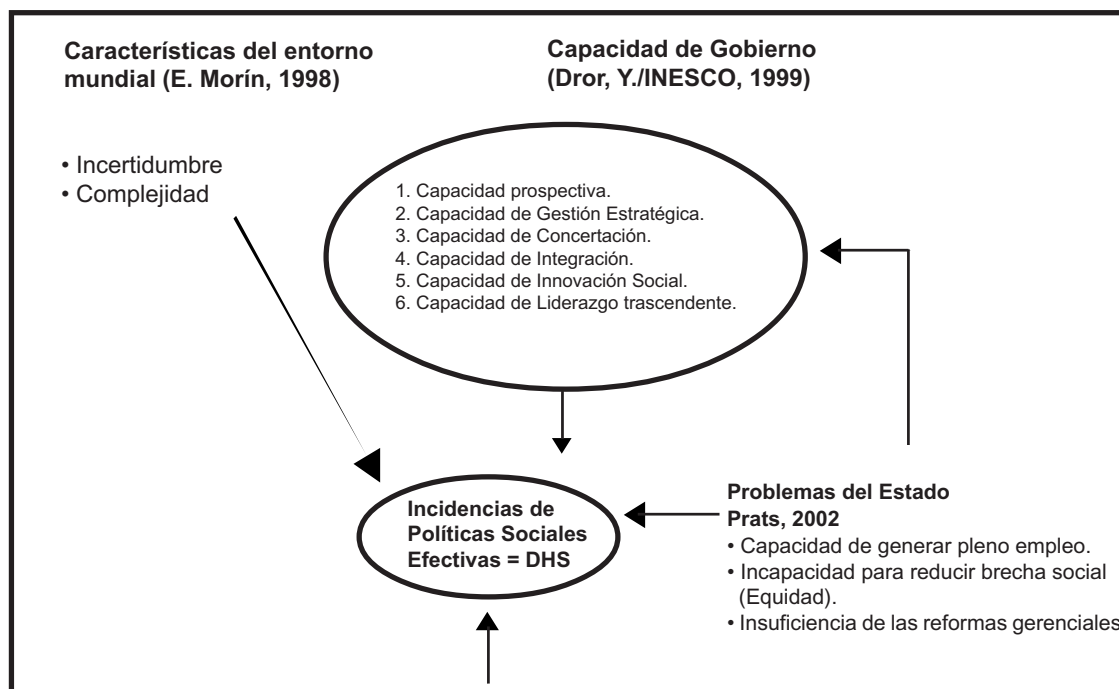 Características del entorno
mundial (E. Morín, 1998)
Capacidad de Gobierno
(Dror, Y./INESCO, 1999)
• Incertidumbre
• Complejidad
1. Capacidad prospectiva.
2. Capacidad de Gestión Estratégica.
3. Capacidad de Concertación.
4. Capacidad de Integración.
5. Capacidad de Innovación Social.
6. Capacidad de Liderazgo trascendente.
Incidencias de
Políticas Sociales
Efectivas = DHS
Problemas del Estado
Prats, 2002
• Capacidad de generar pleno empleo.
• Incapacidad para reducir brecha social
(Equidad).
• Insuficiencia de las reformas gerenciales